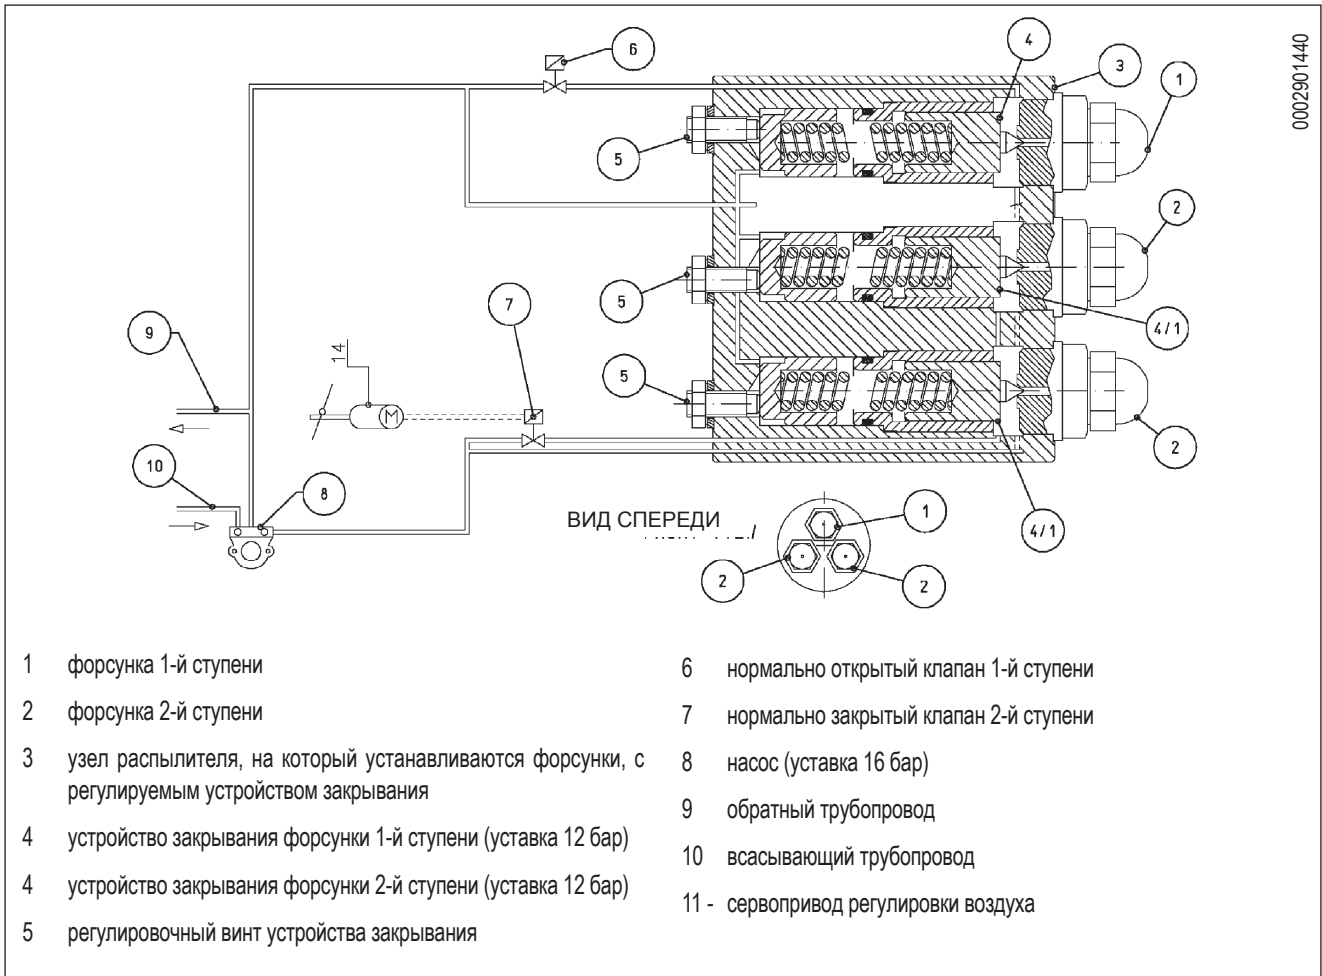 0002901440
6
4
3
1
5
2
7
5
4/1
9
14
5
M
2
10
8
ВИД СПЕРЕДИ
1
4/1
2
2
1 форсунка 1-й ступени
2 форсунка 2-й ступени
3 узел распылителя, на который устанавливаются форсунки, с
регулируемым устройством закрывания
4 устройство закрывания форсунки 1-й ступени (уставка 12 бар)
4 устройство закрывания форсунки 2-й ступени (уставка 12 бар)
5 регулировочный винт устройства закрывания
6 нормально открытый клапан 1-й ступени
7 нормально закрытый клапан 2-й ступени
8 насос (уставка 16 бар)
9 обратный трубопровод
10 всасывающий трубопровод
11 - сервопривод регулировки воздуха